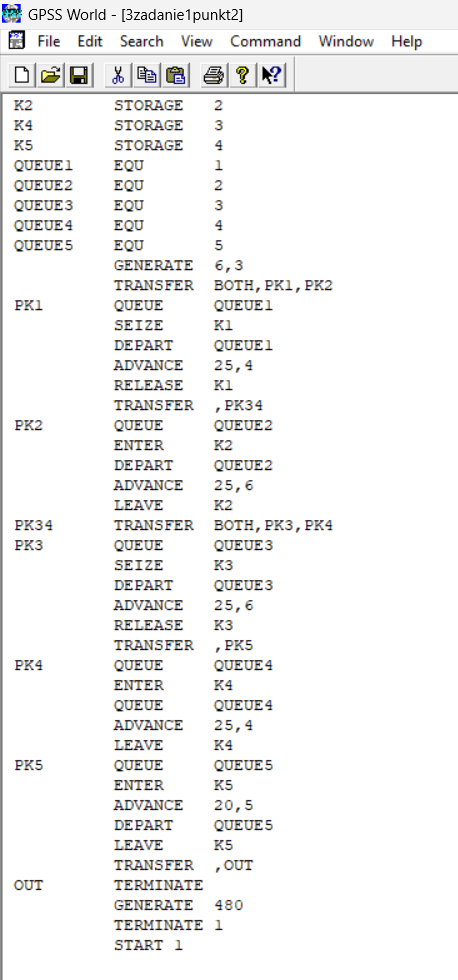 GPSS World - [3zadanie1punkt2]
File Edit Search View Command Window Help
K2 STORAGE 2
K4 STORAGE 3
K5 STORAGE 4
QUEUE1 EQU 1
QUEUE2 EQU 2
QUEUE3 EQU 3
QUEUE4 EQU 4
QUEUE5 EQU 5
GENERATE 6,3
TRANSFER BOTH,PK1,PK2
PK1 QUEUE QUEUE1
SEIZE K1
DEPART QUEUE1
ADVANCE 25,4
RELEASE K1
TRANSFER ,PK34
PK2 QUEUE QUEUE2
ENTER K2
DEPART QUEUE2
ADVANCE 25,6
LEAVE K2
PK34 TRANSFER BOTH,PK3,PK4
PK3 QUEUE QUEUE3
SEIZE K3
DEPART QUEUE3
ADVANCE 25,6
RELEASE K3
TRANSFER ,PK5
PK4 QUEUE QUEUE4
ENTER K4
QUEUE QUEUE4
ADVANCE 25,4
LEAVE K4
PK5 QUEUE QUEUE5
ENTER K5
ADVANCE 20,5
DEPART QUEUE5
LEAVE K5
TRANSFER ,OUT
OUT TERMINATE
GENERATE 480
TERMINATE 1
START 1